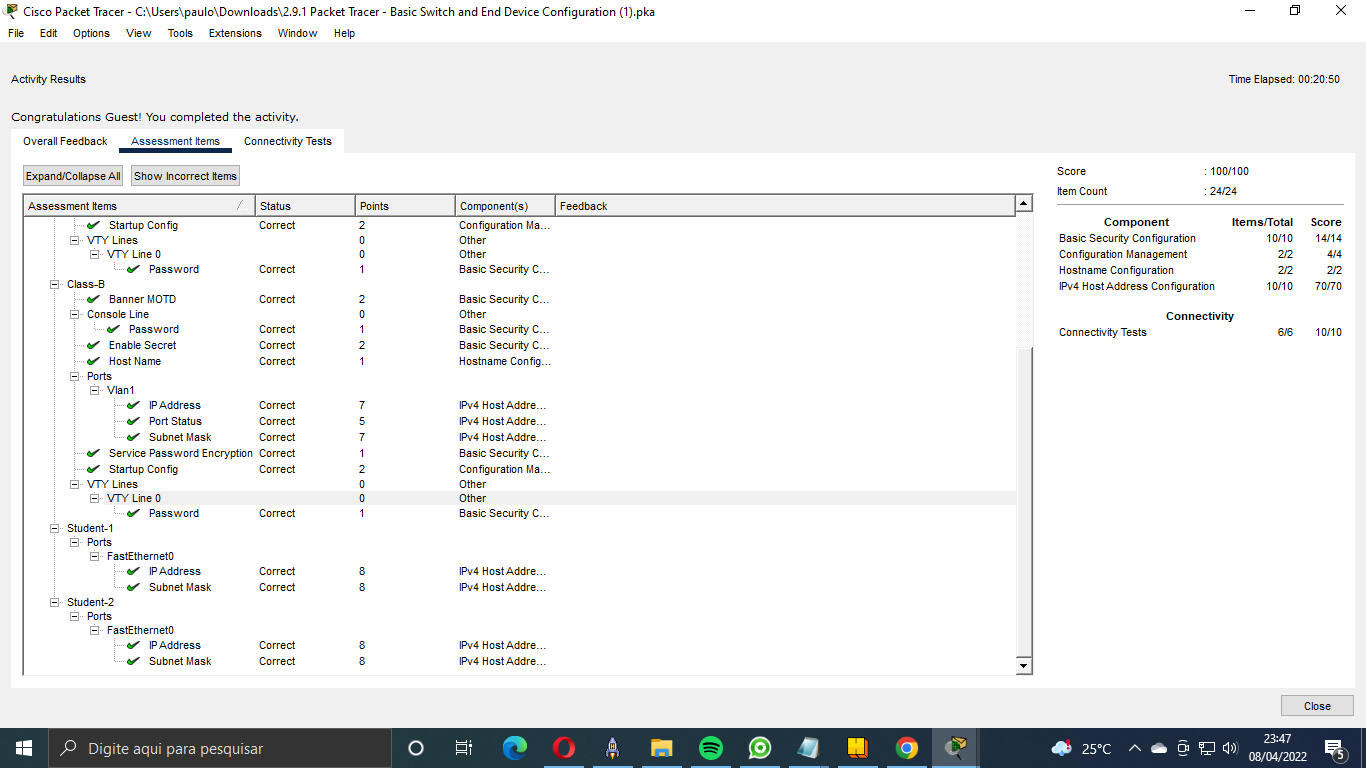 Cisco Packet Tracer - C:\Users\paulo\Downloads\2.9.1 Packet Tracer - Basic Switch and End Device Configuration (1).pka
File Edit Options View Tools Extensions Window Help
Activity Results
Time Elapsed: 00:20:50
Congratulations Guest! You completed the activity.
Overall Feedback Assessment Items Connectivity Tests
Expand/Collapse All Show Incorrect Items
Assessment Items Status Points Component(s) Feedback
Startup Config Correct 2 Configuration Ma...
VTY Lines 0 Other
VTY Line 0 0 Other
Password Correct 1 Basic Security C...
Class-B
Banner MOTD Correct 2 Basic Security C...
Console Line 0 Other
Password Correct 1 Basic Security C...
Enable Secret Correct 2 Basic Security C...
Host Name Correct 1 Hostname Config...
Ports
Vlan1
IP Address Correct 7 IPv4 Host Addre...
Port Status Correct 5 IPv4 Host Addre...
Subnet Mask Correct 7 IPv4 Host Addre...
Service Password Encryption Correct 1 Basic Security C...
Startup Config Correct 2 Configuration Ma...
VTY Lines 0 Other
VTY Line 0 0 Other
Password Correct 1 Basic Security C...
Student-1
Ports
FastEthernet0
IP Address Correct 8 IPv4 Host Addre...
Subnet Mask Correct 8 IPv4 Host Addre...
Student-2
Ports
FastEthernet0
IP Address Correct 8 IPv4 Host Addre...
Subnet Mask Correct 8 IPv4 Host Addre...
Score : 100/100
Item Count : 24/24
Component Items/Total Score
Basic Security Configuration 10/10 14/14
Configuration Management 2/2 4/4
Hostname Configuration 2/2 2/2
IPv4 Host Address Configuration 10/10 70/70
Connectivity
Connectivity Tests 6/6 10/10
Close
Digite aqui para pesquisar
25°C
23:47
08/04/2022
5